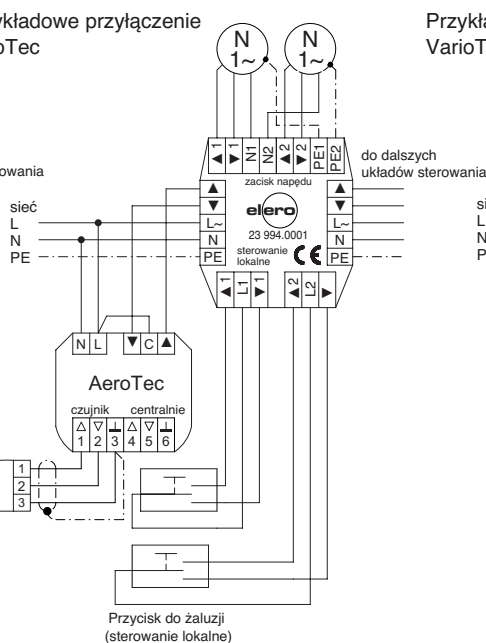 ykładowe przyłączenie
oTec
Przykła
VarioT
N
1~
N
1~
▲ 1
▼ 1
N1
N2
▲ 2
▼ 2
PE1
PE2
zacisk napędu
do dalszych
układów sterowania
owania
sieć
L
N
PE
▲
▼
L~
N
PE
elero
23 994.0001
sterowanie
lokalne
CE
▲
▼
L~
N
PE
si
L
N
P
▲ 1
L1
▼ 1
▲ 2
L2
▼
N L ▼ C ▲
AeroTec
czujnik centralnie
1 2 3 4 5 6
1
2
3
Przycisk do żaluzji
(sterowanie lokalne)